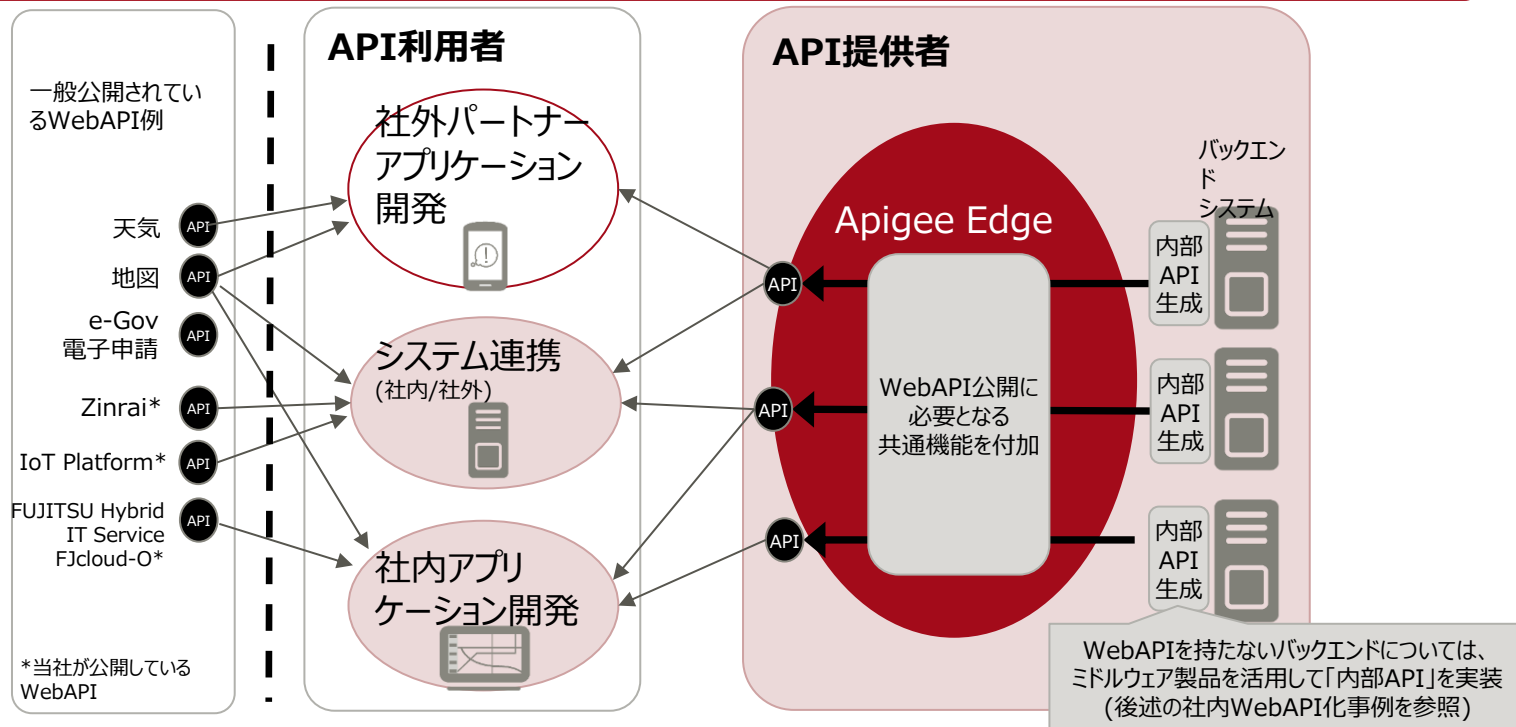 一般公開されてい
るWebAPI例
天気
API
地図
API
e-Gov
電子申請
API
Zinrai*
API
IoT Platform*
API
FUJITSU Hybrid
IT Service
FJcloud-O*
API
*当社が公開している
WebAPI
API利用者
社外パートナー
アプリケーション
開発
システム連携
(社内/社外)
社内アプリ
ケーション開発
API提供者
Apigee Edge
API
API
API
WebAPI公開に
必要となる
共通機能を付加
バックエン
ド
システム
内部
API
生成
内部
API
生成
内部
API
生成
WebAPIを持たないバックエンドについては、
ミドルウェア製品を活用して「内部API」を実装
(後述の社内WebAPI化事例を参照)